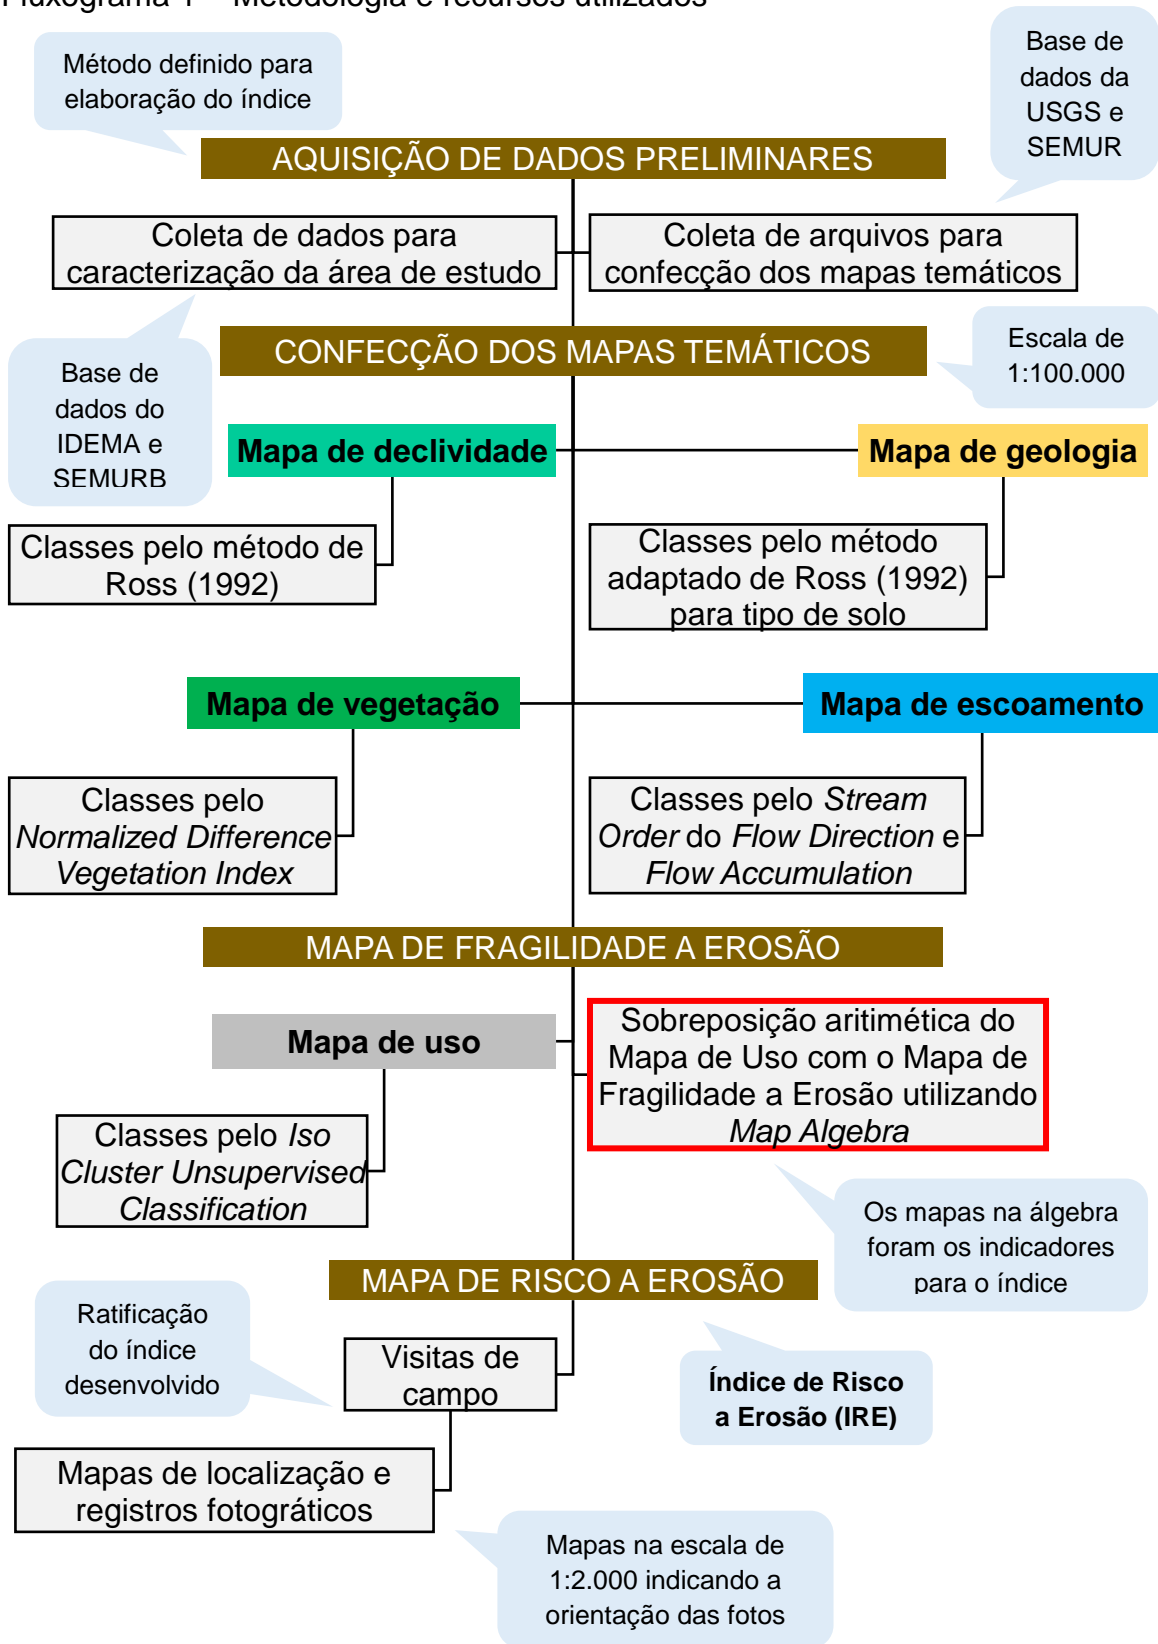 Fluxograma 1 – Metodologia e recursos utilizados
Método definido para
elaboração do índice
Base de
dados da
USGS e
SEMUR
AQUISIÇÃO DE DADOS PRELIMINARES
Coleta de dados para
caracterização da área de estudo
Coleta de arquivos para
confecção dos mapas temáticos
CONFECÇÃO DOS MAPAS TEMÁTICOS
Escala de
1:100.000
Base de
dados do
IDEMA e
SEMURB
Mapa de declividade
Mapa de geologia
Classes pelo método de
Ross (1992)
Classes pelo método
adaptado de Ross (1992)
para tipo de solo
Mapa de vegetação
Mapa de escoamento
Classes pelo
Normalized Difference
Vegetation Index
Classes pelo Stream
Order do Flow Direction e
Flow Accumulation
MAPA DE FRAGILIDADE A EROSÃO
Mapa de uso
Sobreposição aritimética do
Mapa de Uso com o Mapa de
Fragilidade a Erosão utilizando
Map Algebra
Classes pelo Iso
Cluster Unsupervised
Classification
Os mapas na álgebra
foram os indicadores
para o índice
MAPA DE RISCO A EROSÃO
Ratificação
do índice
desenvolvido
Visitas de
campo
Índice de Risco
a Erosão (IRE)
Mapas de localização e
registros fotográticos
Mapas na escala de
1:2.000 indicando a
orientação das fotos